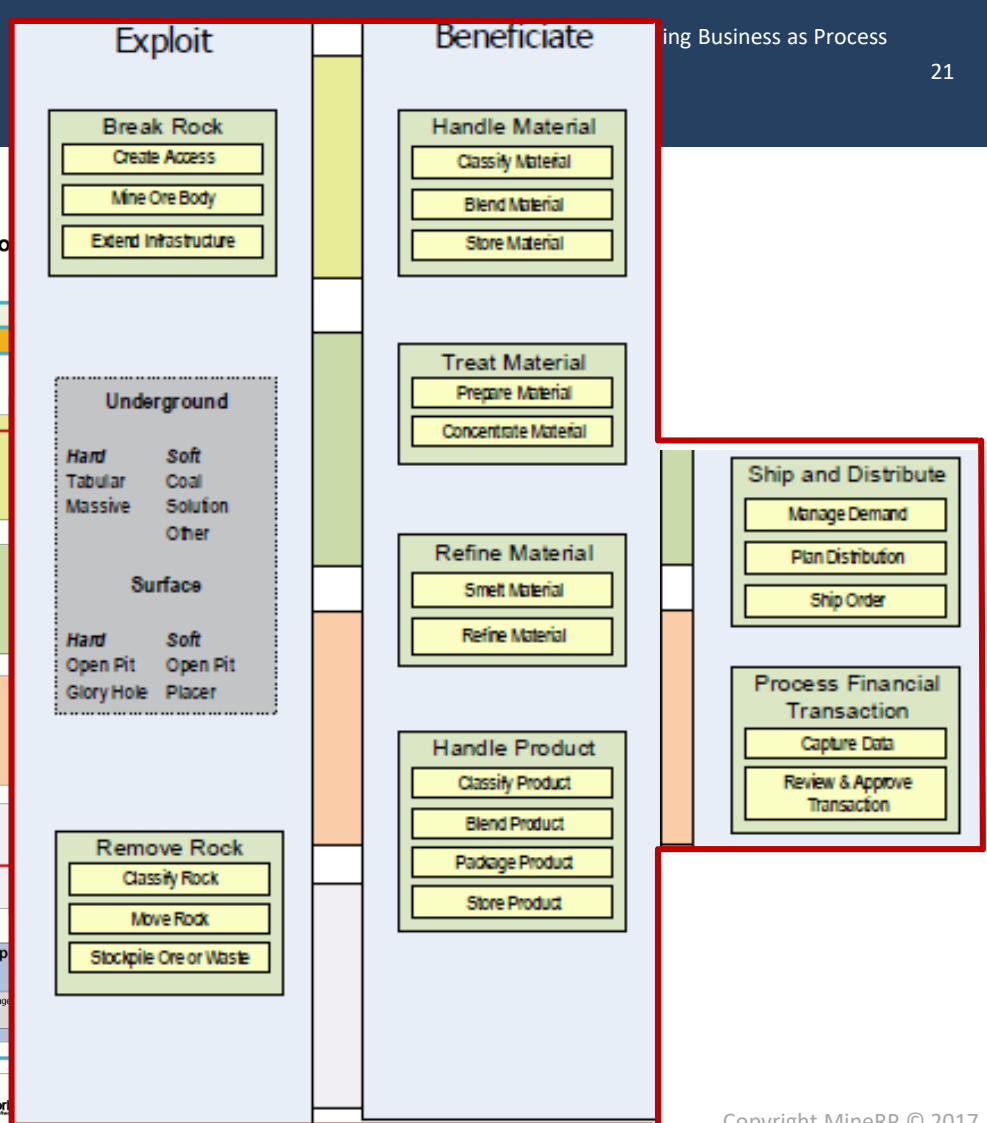 ing Business as Process
21
Exploit
Break Rock
Create Access
Mine Ore Body
Extend Infrastructure
Underground
Hard Soft
Tabular Coal
Massive Solution
Other
Surface
Hard Soft
Open Pit Open Pit
Glory Hole Placer
Remove Rock
Classify Rock
Move Rock
Stockpile Ore or Waste
Beneficiate
Handle Material
Classify Material
Blend Material
Store Material
Treat Material
Prepare Material
Concentrate Material
Refine Material
Smelt Material
Refine Material
Handle Product
Classify Product
Blend Product
Package Product
Store Product
Ship and Distribute
Manage Demand
Plan Distribution
Ship Order
Process Financial
Transaction
Capture Data
Review & Approve
Transaction
Copyright MineRP © 2017